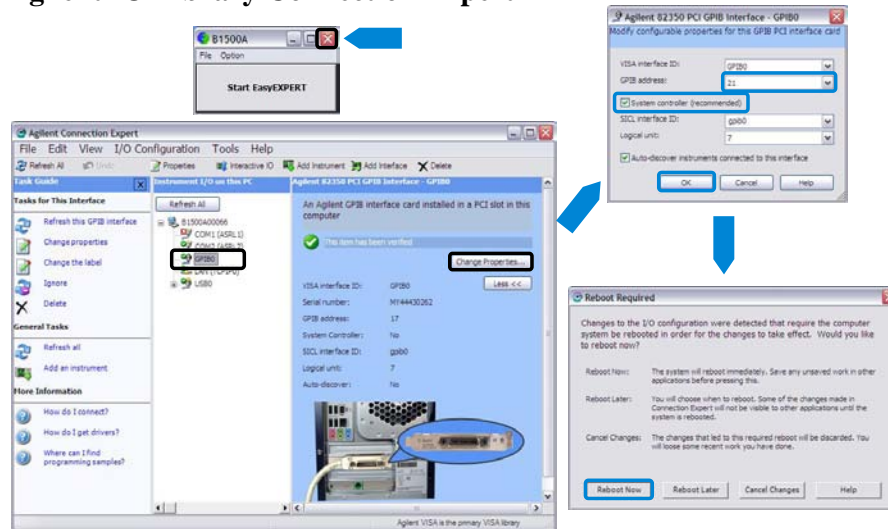 B1500A
File Option
Start EasyEXPERT
Agilent 82350 PCI GPIB Interface - GPIB0
Modify configurable properties for this GPIB PCI interface card
VISA interface ID:
GPIB0
GPIB address:
21
System controller (recommended)
SICL interface ID:
gpib0
Logical unit:
7
Auto-discover instruments connected to this interface
OK
Cancel
Help
Agilent Connection Expert
File Edit View I/O Configuration Tools Help
Refresh All
Undo
Properties
Interactive IO
Add Instrument
Add Interface
Delete
Task Guide
Instrument I/O on this PC
Agilent 82350 PCI GPIB Interface - GPIB0
Tasks for This Interface
Refresh this GPIB interface
Change properties
Change the label
Ignore
Delete
General Tasks
Refresh all
Add an instrument
More Information
How do I connect?
How do I get drivers?
Where can I find
programming samples?
Refresh All
B1500A00066
COM1 (ASRL1)
COM2 (ASRL2)
GPIB0
LAN (TCPIP0)
USB0
An Agilent GPIB interface card installed in a PCI slot in this
computer
This item has been verified
Change Properties...
Less <<
VISA interface ID:
GPIB0
Serial number:
MY44430262
GPIB address:
17
System Controller:
No
SICL interface ID:
gpib0
Logical unit:
7
Auto-discover:
No
Agilent VISA is the primary VISA library
Reboot Required
Changes to the I/O configuration were detected that require the computer
system be rebooted in order for the changes to take effect. Would you like
to reboot now?
Reboot Now:
The system will reboot immediately. Save any unsaved work in other
applications before pressing this.
Reboot Later:
You will choose when to reboot. Some of the changes made in
Connection Expert will not be visible to other applications until the
system is rebooted.
Cancel Changes:
The changes that led to this required reboot will be discarded. You
will loose some recent work you have done.
Reboot Now
Reboot Later
Cancel Changes
Help